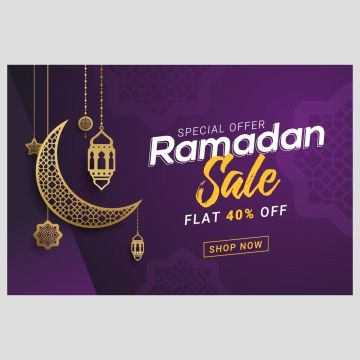 SPECIAL OFFER
Ramadan
Sale
FLAT 40% OFF
SHOP NOW